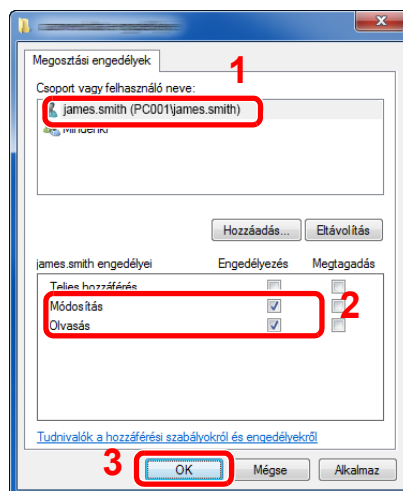 Megosztási engedélyek
1
Csoport vagy felhasználó neve:
james.smith (PC001\james.smith)
Mindenki
Hozzáadás... Eltávolítás
james.smith engedélyei Engedélyezés Megtagadás
Teljes hozzáférés
Módosítás
2
Olvasás
Tudnivalók a hozzáférési szabályokról és engedélyekről
3
OK Mégse Alkalmaz